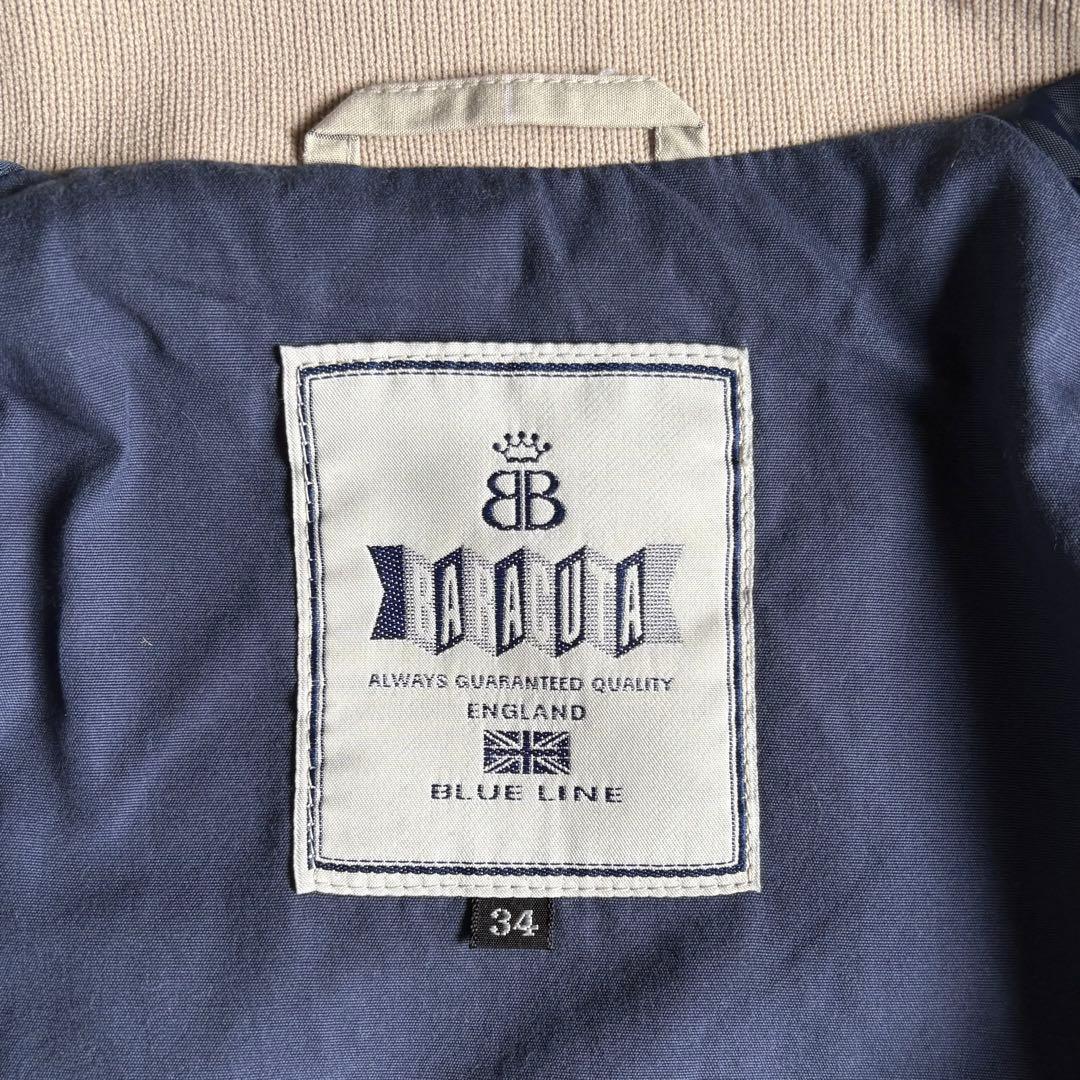 BB
BARACUTA
ALWAYS GUARANTEED QUALITY
ENGLAND
BLUE LINE
34